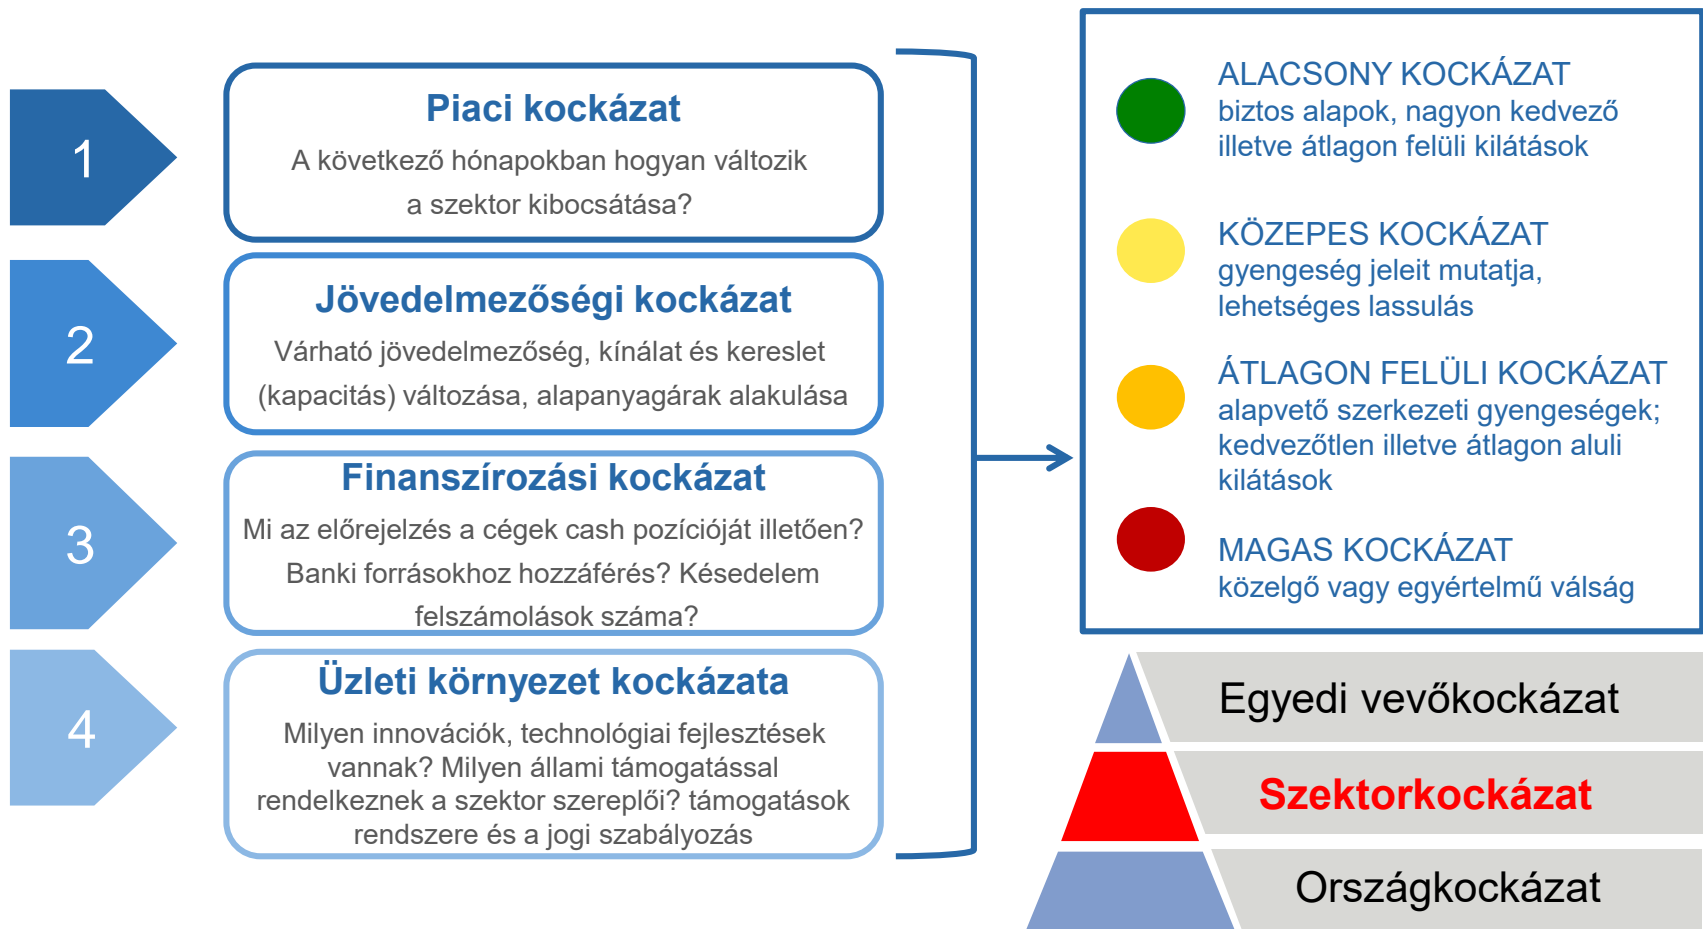 1
Piaci kockázat
A következő hónapokban hogyan változik
a szektor kibocsátása?
2
Jövedelmezőségi kockázat
Várható jövedelmezőség, kínálat és kereslet
(kapacitás) változása, alapanyagárak alakulása
3
Finanszírozási kockázat
Mi az előrejelzés a cégek cash pozícióját illetően?
Banki forrásokhoz hozzáférés? Késedelem
felszámolások száma?
4
Üzleti környezet kockázata
Milyen innovációk, technológiai fejlesztések
vannak? Milyen állami támogatással
rendelkeznek a szektor szereplői? támogatások
rendszere és a jogi szabályozás
ALACSONY KOCKÁZAT
biztos alapok, nagyon kedvező
illetve átlagon felüli kilátások
KÖZEPES KOCKÁZAT
gyengeség jeleit mutatja,
lehetséges lassulás
ÁTLAGON FELÜLI KOCKÁZAT
alapvető szerkezeti gyengeségek;
kedvezőtlen illetve átlagon aluli
kilátások
MAGAS KOCKÁZAT
közelgő vagy egyértelmű válság
Egyedi vevőkockázat
Szektorkockázat
Országkockázat